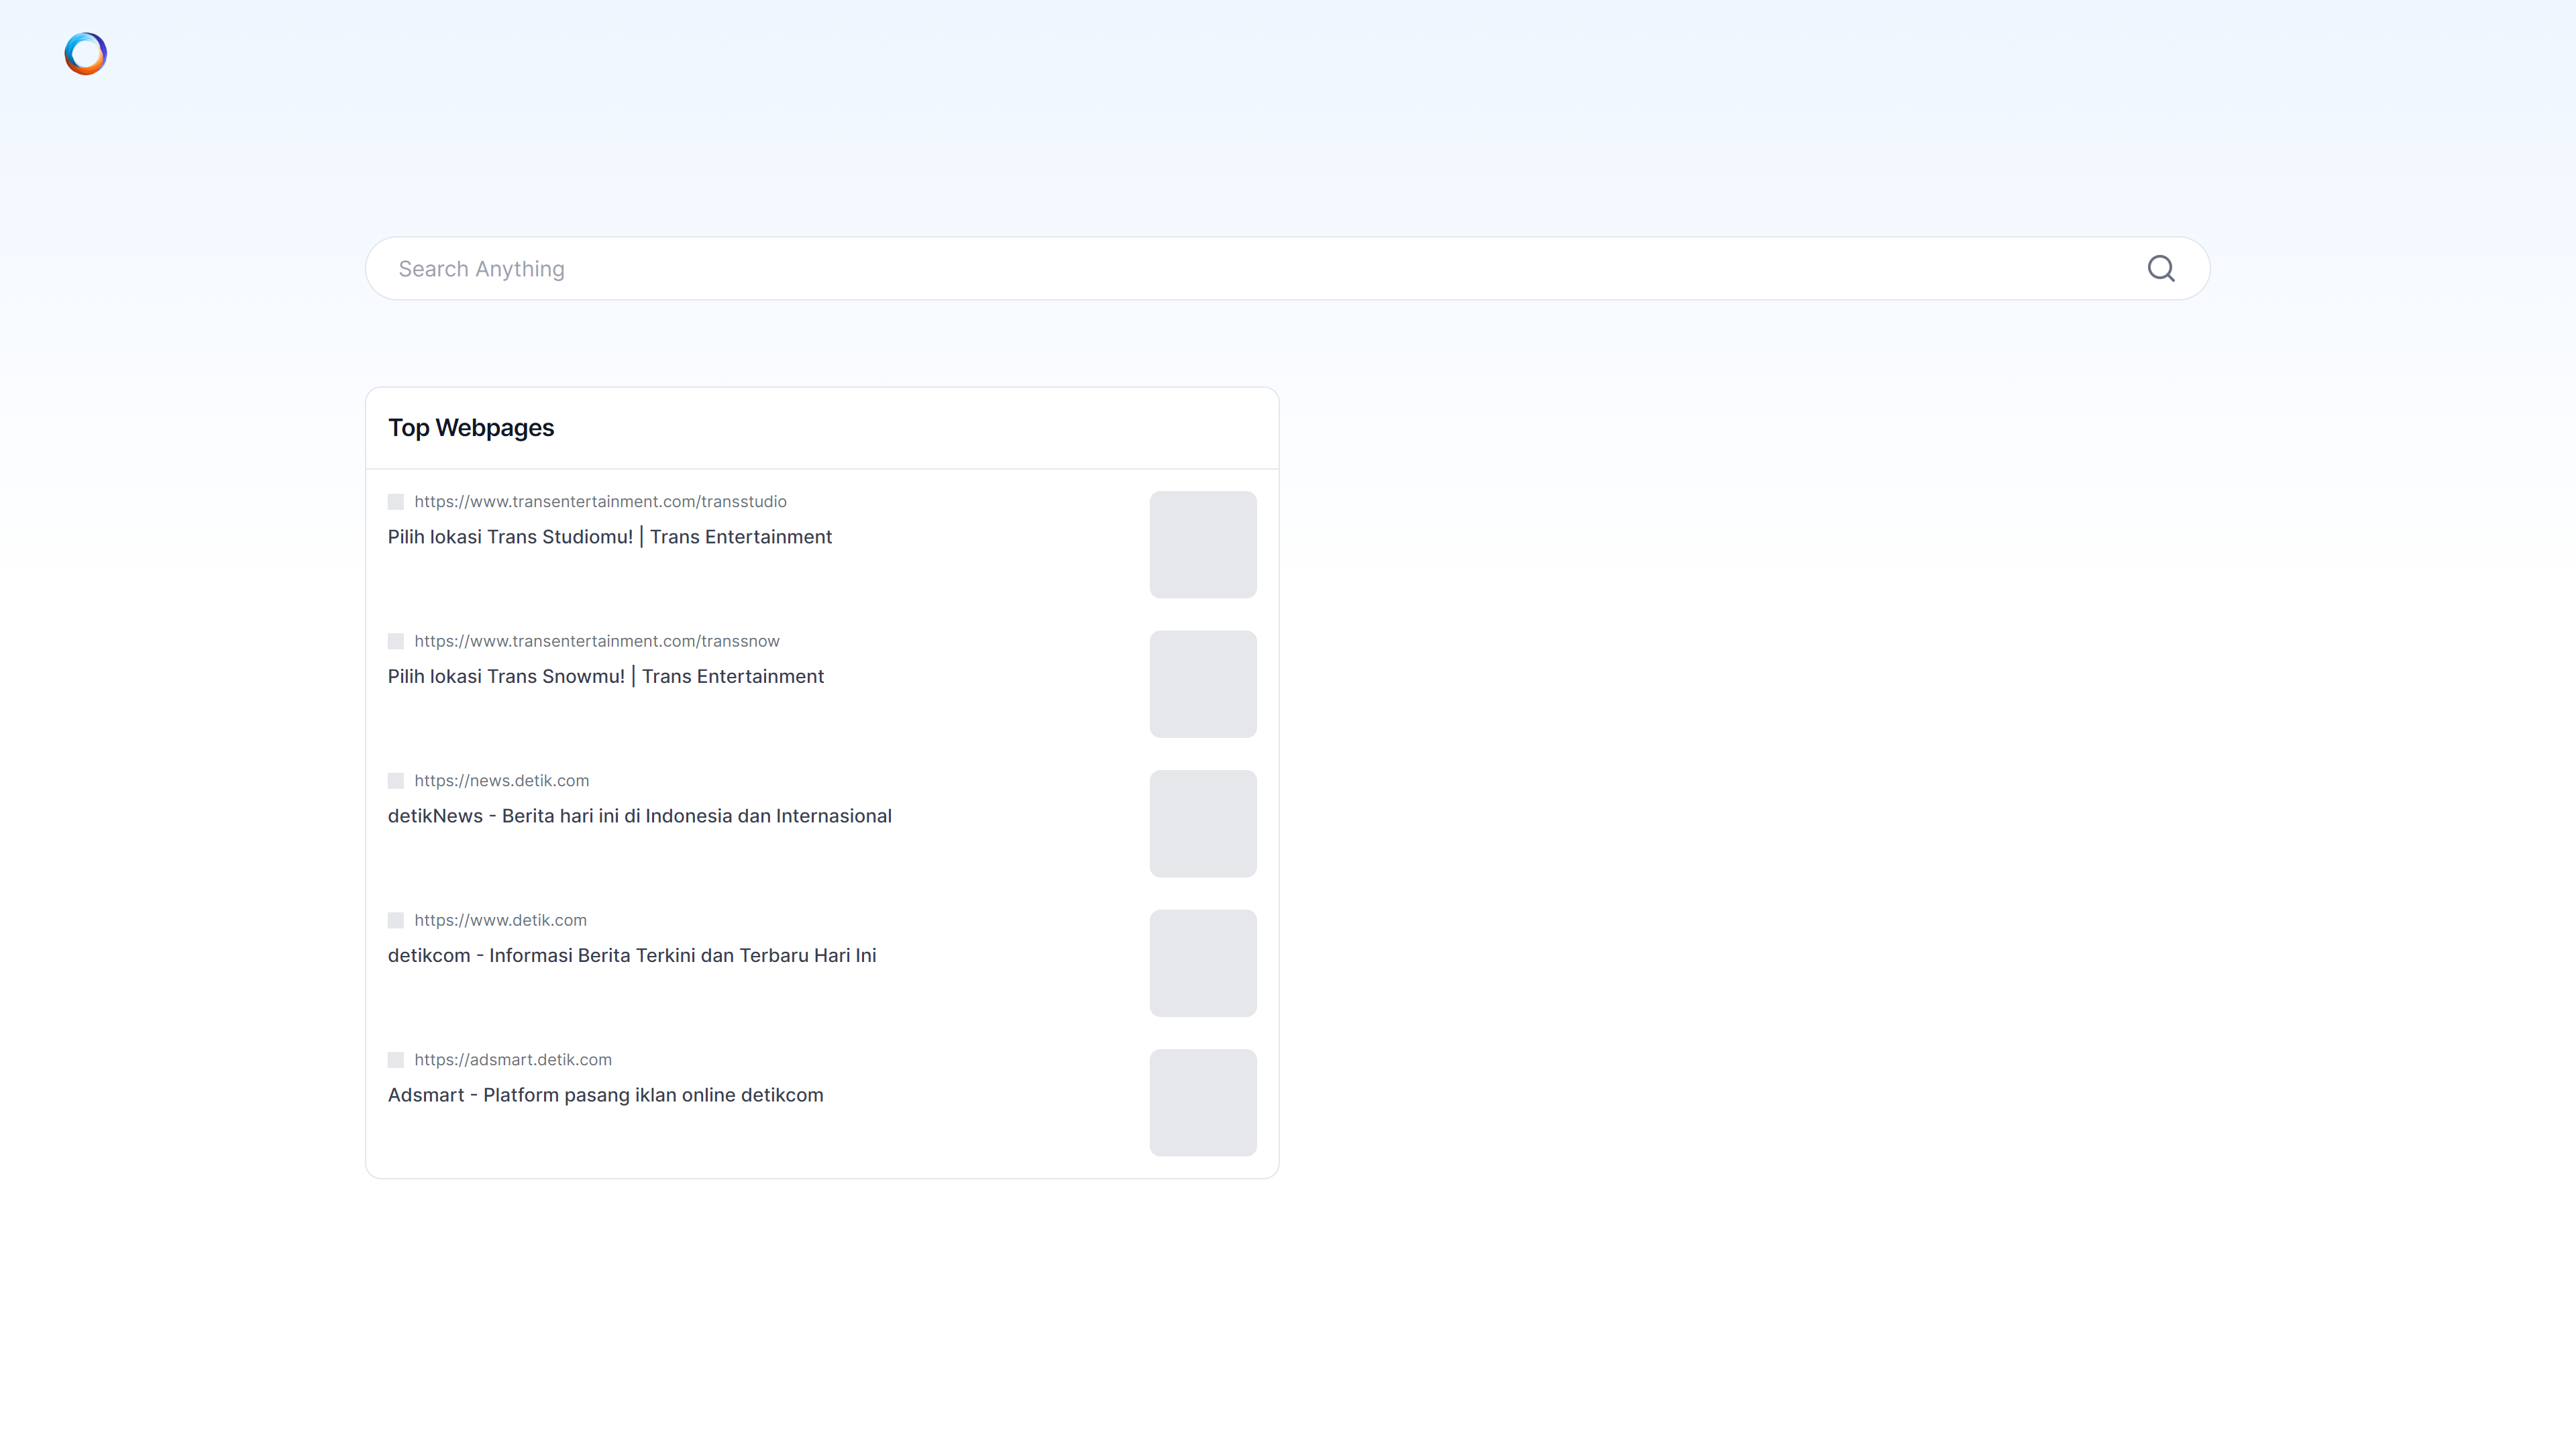 Search Anything
Top Webpages
https://www.transentertainment.com/transstudio
Pilih lokasi Trans Studiomu! | Trans Entertainment
https://www.transentertainment.com/transsnow
Pilih lokasi Trans Snowmu! | Trans Entertainment
https://news.detik.com
detikNews - Berita hari ini di Indonesia dan Internasional
https://www.detik.com
detikcom - Informasi Berita Terkini dan Terbaru Hari Ini
https://adsmart.detik.com
Adsmart - Platform pasang iklan online detikcom